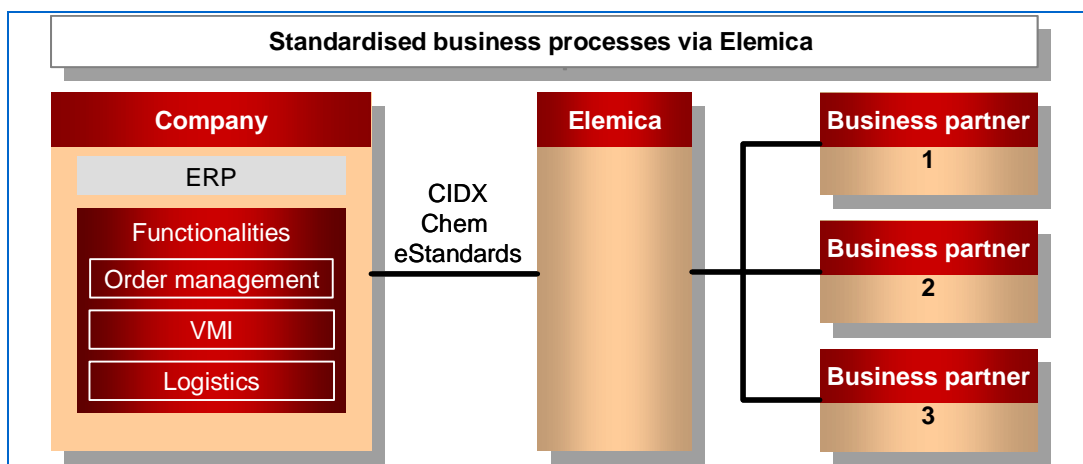 Standardised business processes via Elemica
Company
ERP
Functionalities
Order management
VMI
Logistics
CIDX
Chem
eStandards
Elemica
Business partner
1
Business partner
2
Business partner
3